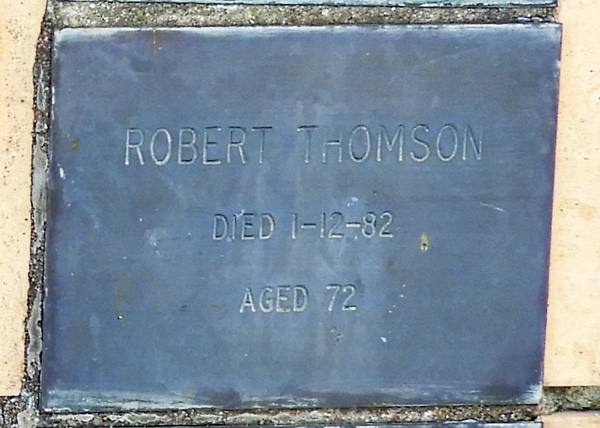 ROBERT THOMSON
DIED 1-12-82
AGED 72